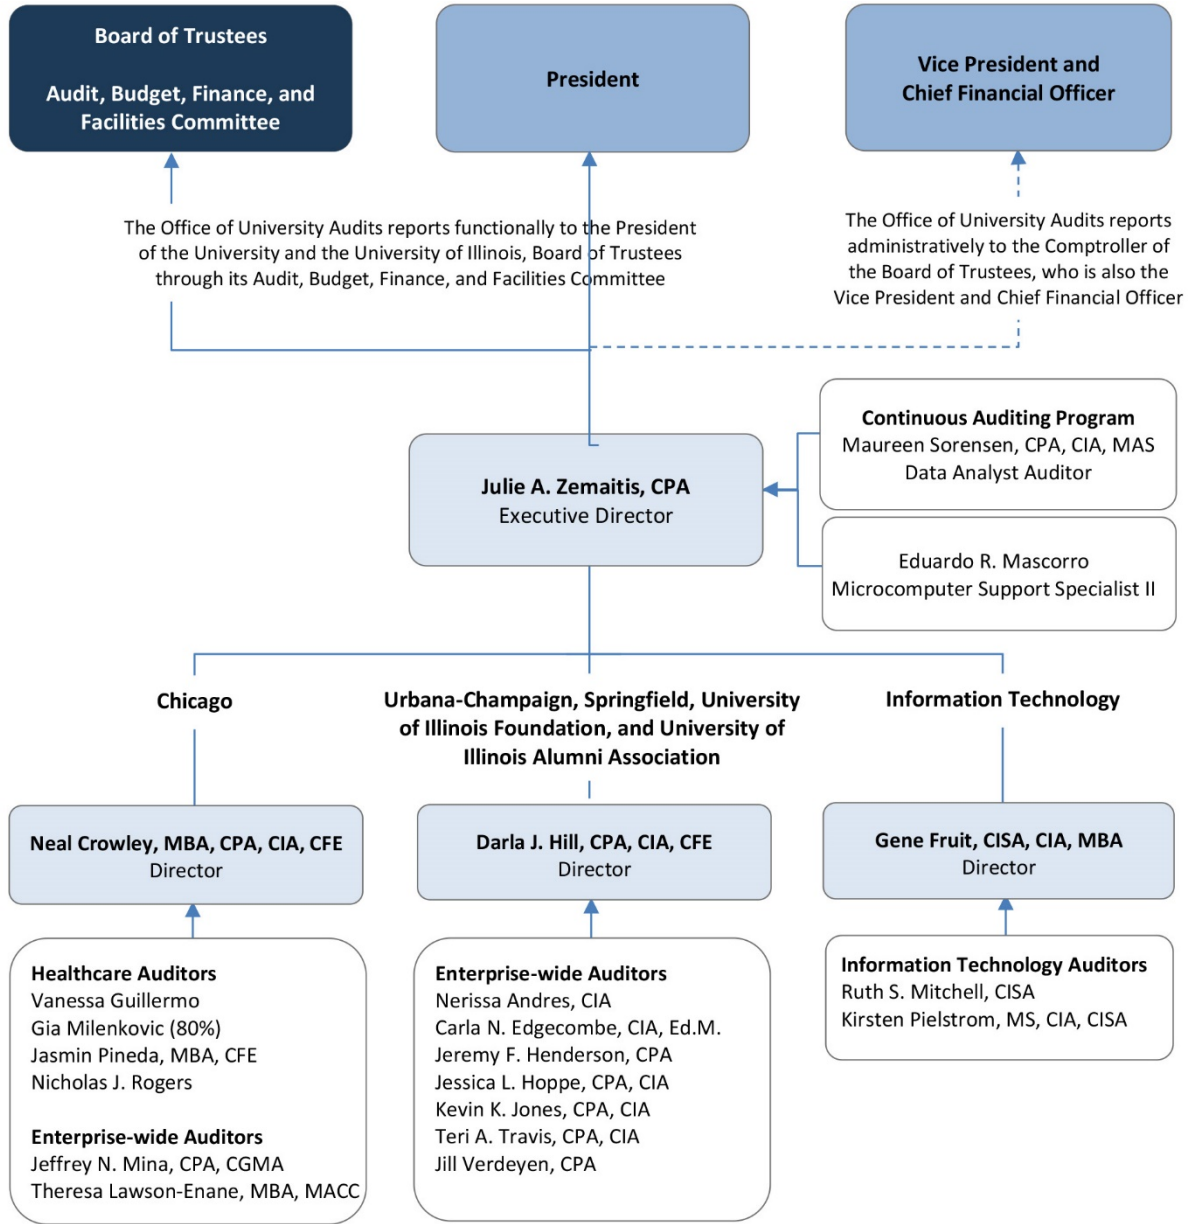 Board of Trustees
Audit, Budget, Finance, and
Facilities Committee
President
Vice President and
Chief Financial Officer
The Office of University Audits reports functionally to the President
of the University and the University of Illinois, Board of Trustees
through its Audit, Budget, Finance, and Facilities Committee
The Office of University Audits reports
administratively to the Comptroller of
the Board of Trustees, who is also the
Vice President and Chief Financial Officer
Continuous Auditing Program
Maureen Sorensen, CPA, CIA, MAS
Data Analyst Auditor
Julie A. Zemaitis, CPA
Executive Director
Eduardo R. Mascorro
Microcomputer Support Specialist II
Chicago
Urbana-Champaign, Springfield, University
of Illinois Foundation, and University of
Illinois Alumni Association
Information Technology
Neal Crowley, MBA, CPA, CIA, CFE
Director
Darla J. Hill, CPA, CIA, CFE
Director
Gene Fruit, CISA, CIA, MBA
Director
Healthcare Auditors
Vanessa Guillermo
Gia Milenkovic (80%)
Jasmin Pineda, MBA, CFE
Nicholas J. Rogers
Enterprise-wide Auditors
Jeffrey N. Mina, CPA, CGMA
Theresa Lawson-Enane, MBA, MACC
Enterprise-wide Auditors
Nerissa Andres, CIA
Carla N. Edgecombe, CIA, Ed.M.
Jeremy F. Henderson, CPA
Jessica L. Hoppe, CPA, CIA
Kevin K. Jones, CPA, CIA
Teri A. Travis, CPA, CIA
Jill Verdeyen, CPA
Information Technology Auditors
Ruth S. Mitchell, CISA
Kirsten Pielstrom, MS, CIA, CISA